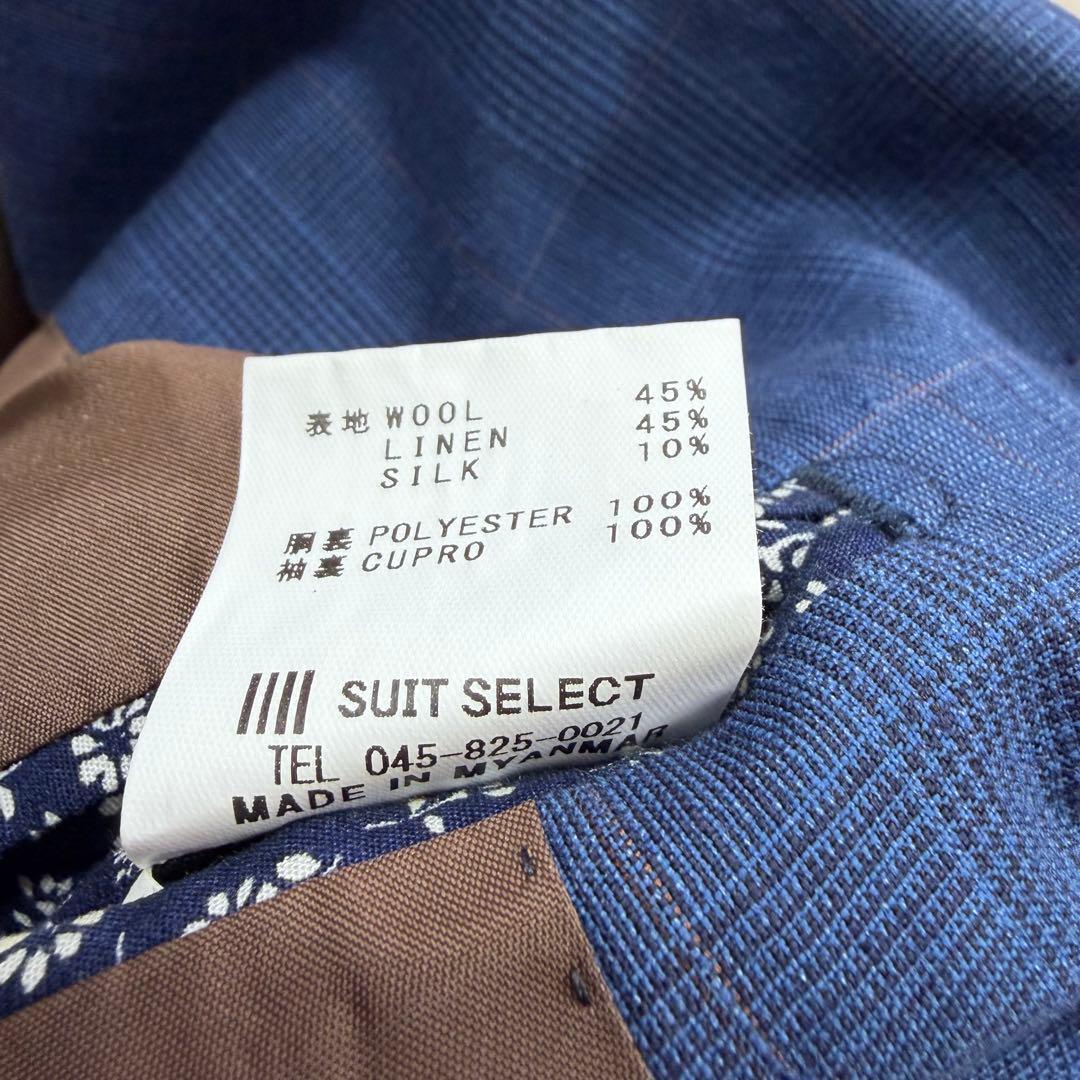 表地 WOOL 45%
LINEN 45%
SILK 10%
胴裏 POLYESTER 100%
袖裏 CUPRO 100%
SUIT SELECT
TEL 045-825-0021
MADE IN MYANMAR